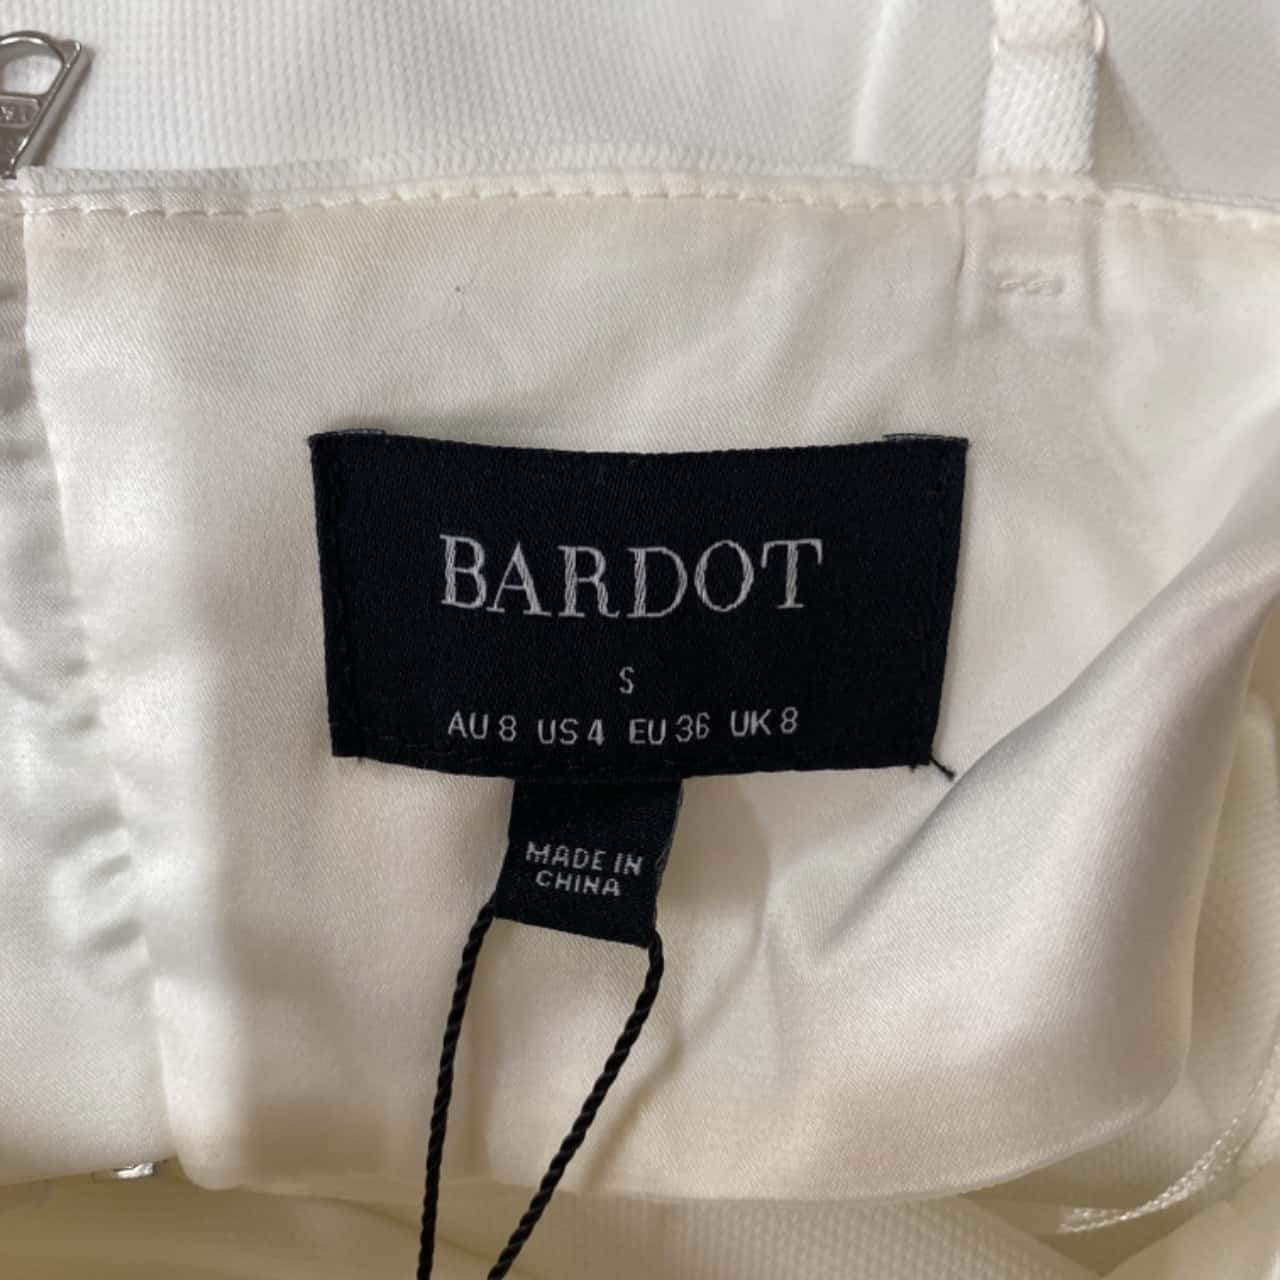 BARDOT
S
AU 8 US 4 EU 36 UK 8
MADE IN
CHINA